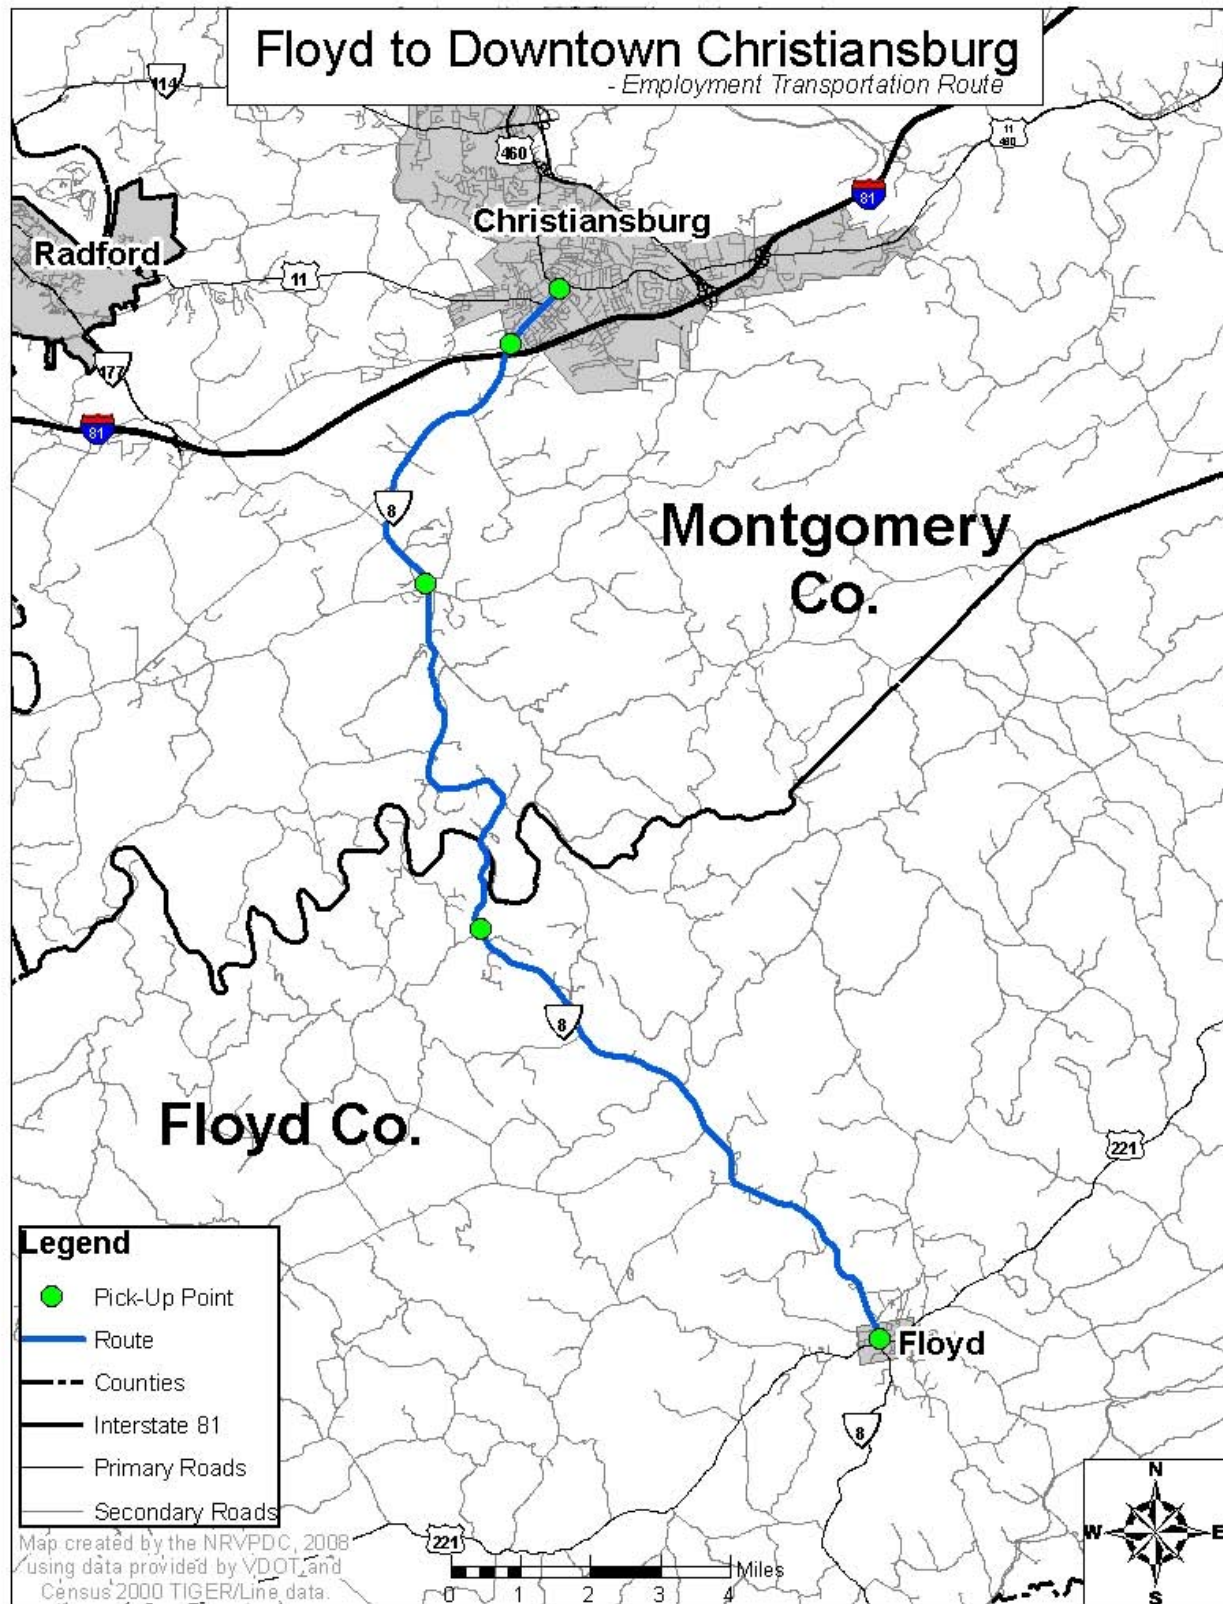 Floyd to Downtown Christiansburg
- Employment Transportation Route
114
460
11
460
81
Christiansburg
Radford
11
177
81
8
Montgomery
Co.
8
Floyd Co.
221
Floyd
8
221
Legend
Pick-Up Point
Route
Counties
Interstate 81
Primary Roads
Secondary Roads
Map created by the NRVPDC, 2008
using data provided by VDOT and
Census 2000 TIGER/Line data.
0 1 2 3 4 Miles
N
W E
S